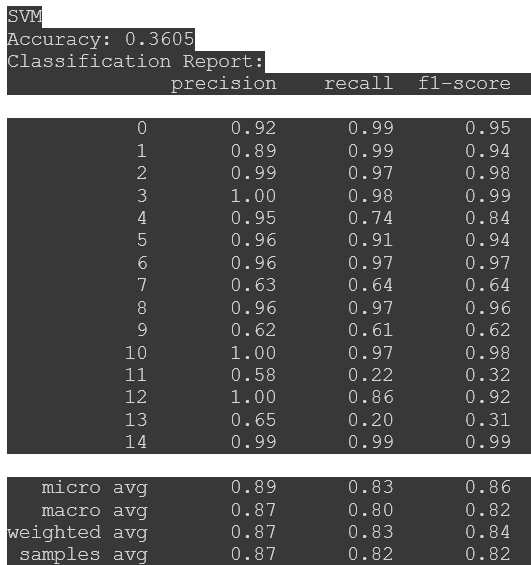 SVM
Accuracy: 0.3605
Classification Report:
precision recall f1-score
0 0.92 0.99 0.95
1 0.89 0.99 0.94
2 0.99 0.97 0.98
3 1.00 0.98 0.99
4 0.95 0.74 0.84
5 0.96 0.91 0.94
6 0.96 0.97 0.97
7 0.63 0.64 0.64
8 0.96 0.97 0.96
9 0.62 0.61 0.62
10 1.00 0.97 0.98
11 0.58 0.22 0.32
12 1.00 0.86 0.92
13 0.65 0.20 0.31
14 0.99 0.99 0.99
micro avg 0.89 0.83 0.86
macro avg 0.87 0.80 0.82
weighted avg 0.87 0.83 0.84
samples avg 0.87 0.82 0.82